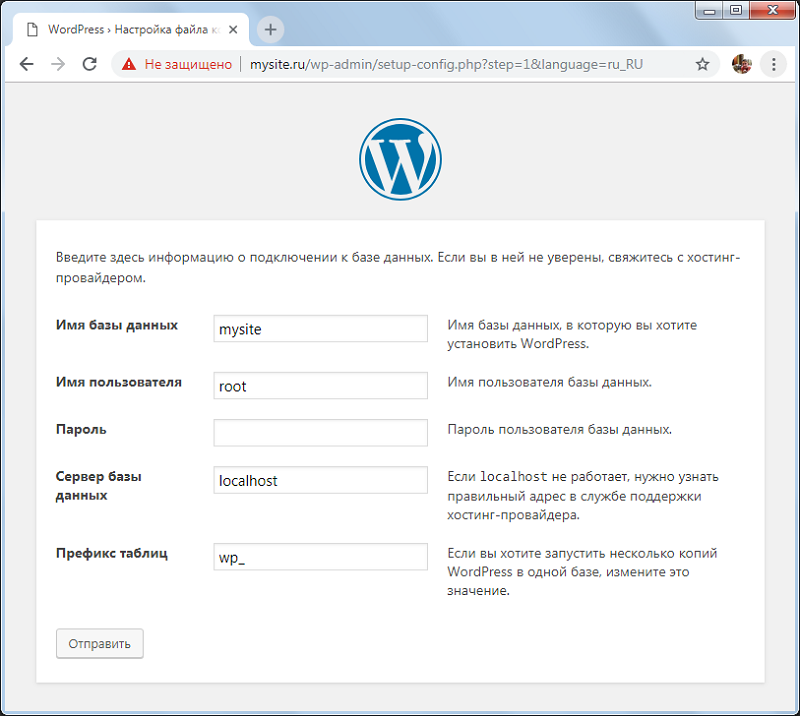 WordPress › Настройка файла к
Не защищено
mysite.ru/wp-admin/setup-config.php?step=1&language=ru_RU
Введите здесь информацию о подключении к базе данных. Если вы в ней не уверены, свяжитесь с хостинг-
провайдером.
Имя базы данных
mysite
Имя базы данных, в которую вы хотите
установить WordPress.
Имя пользователя
root
Имя пользователя базы данных.
Пароль
Пароль пользователя базы данных.
Сервер базы
данных
localhost
Если localhost не работает, нужно узнать
правильный адрес в службе поддержки
хостинг-провайдера.
Префикс таблиц
wp_
Если вы хотите запустить несколько копий
WordPress в одной базе, измените это
значение.
Отправить